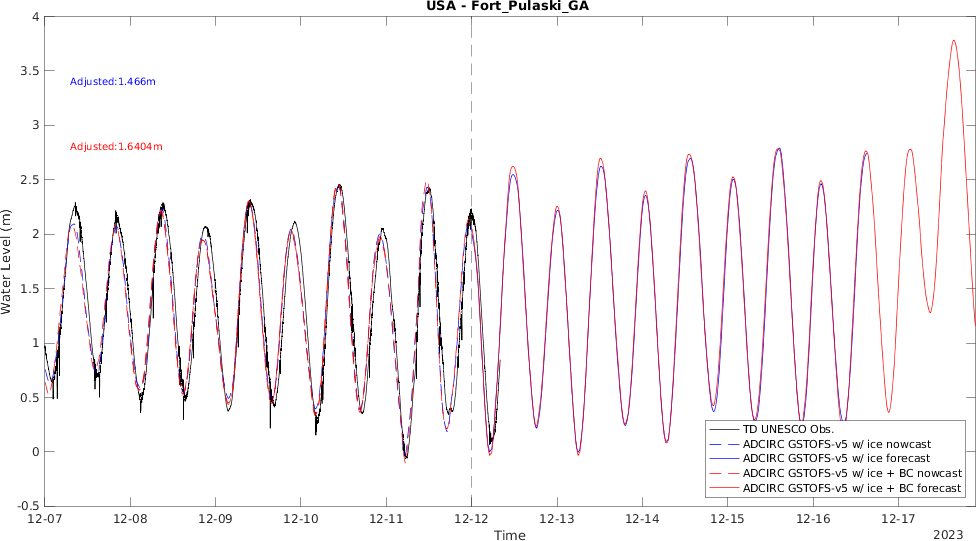 USA - Fort_Pulaski_GA
4
3.5
3
2.5
2
1.5
1
0.5
0
-0.5
Water Level (m)
Adjusted:1.466m
Adjusted:1.6404m
TD UNESCO Obs.
ADCIRC GSTOFS-v5 w/ ice nowcast
ADCIRC GSTOFS-v5 w/ ice forecast
ADCIRC GSTOFS-v5 w/ ice + BC nowcast
ADCIRC GSTOFS-v5 w/ ice + BC forecast
12-07 12-08 12-09 12-10 12-11 12-12 12-13 12-14 12-15 12-16 12-17
Time
2023